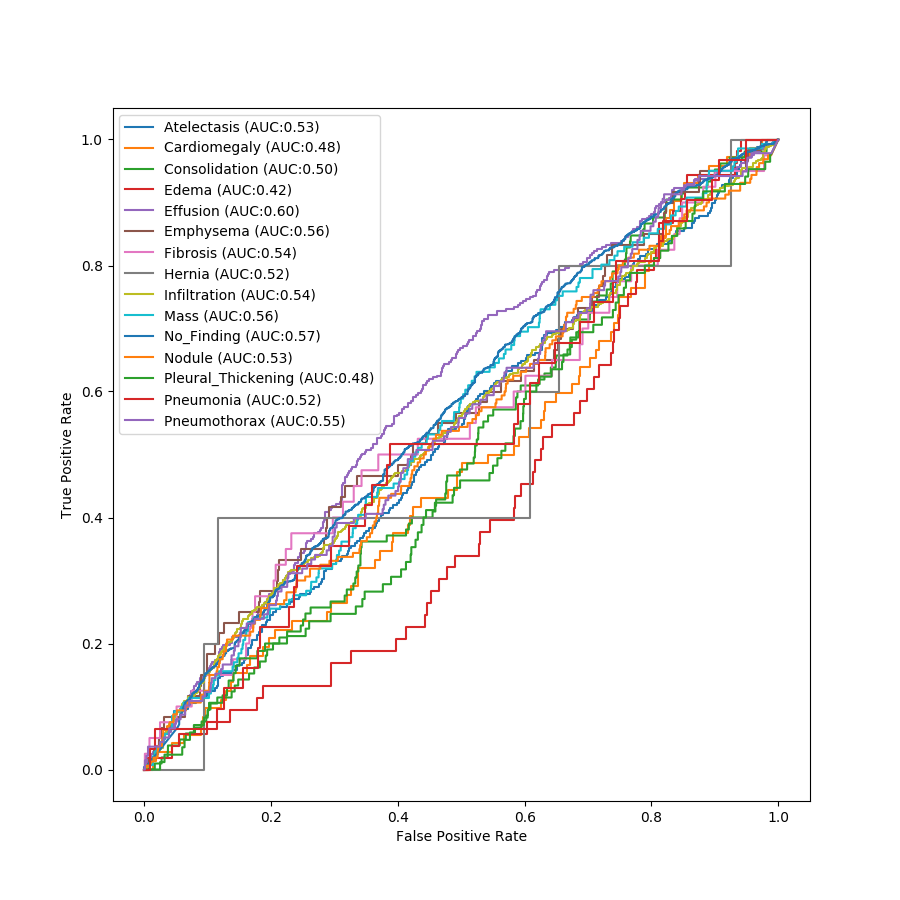 Atelectasis (AUC:0.53)
Cardiomegaly (AUC:0.48)
Consolidation (AUC:0.50)
Edema (AUC:0.42)
Effusion (AUC:0.60)
Emphysema (AUC:0.56)
Fibrosis (AUC:0.54)
Hernia (AUC:0.52)
Infiltration (AUC:0.54)
Mass (AUC:0.56)
No_Finding (AUC:0.57)
Nodule (AUC:0.53)
Pleural_Thickening (AUC:0.48)
Pneumonia (AUC:0.52)
Pneumothorax (AUC:0.55)
True Positive Rate
1.0
0.8
0.6
0.4
0.2
0.0
0.0 0.2 0.4 0.6 0.8 1.0
False Positive Rate